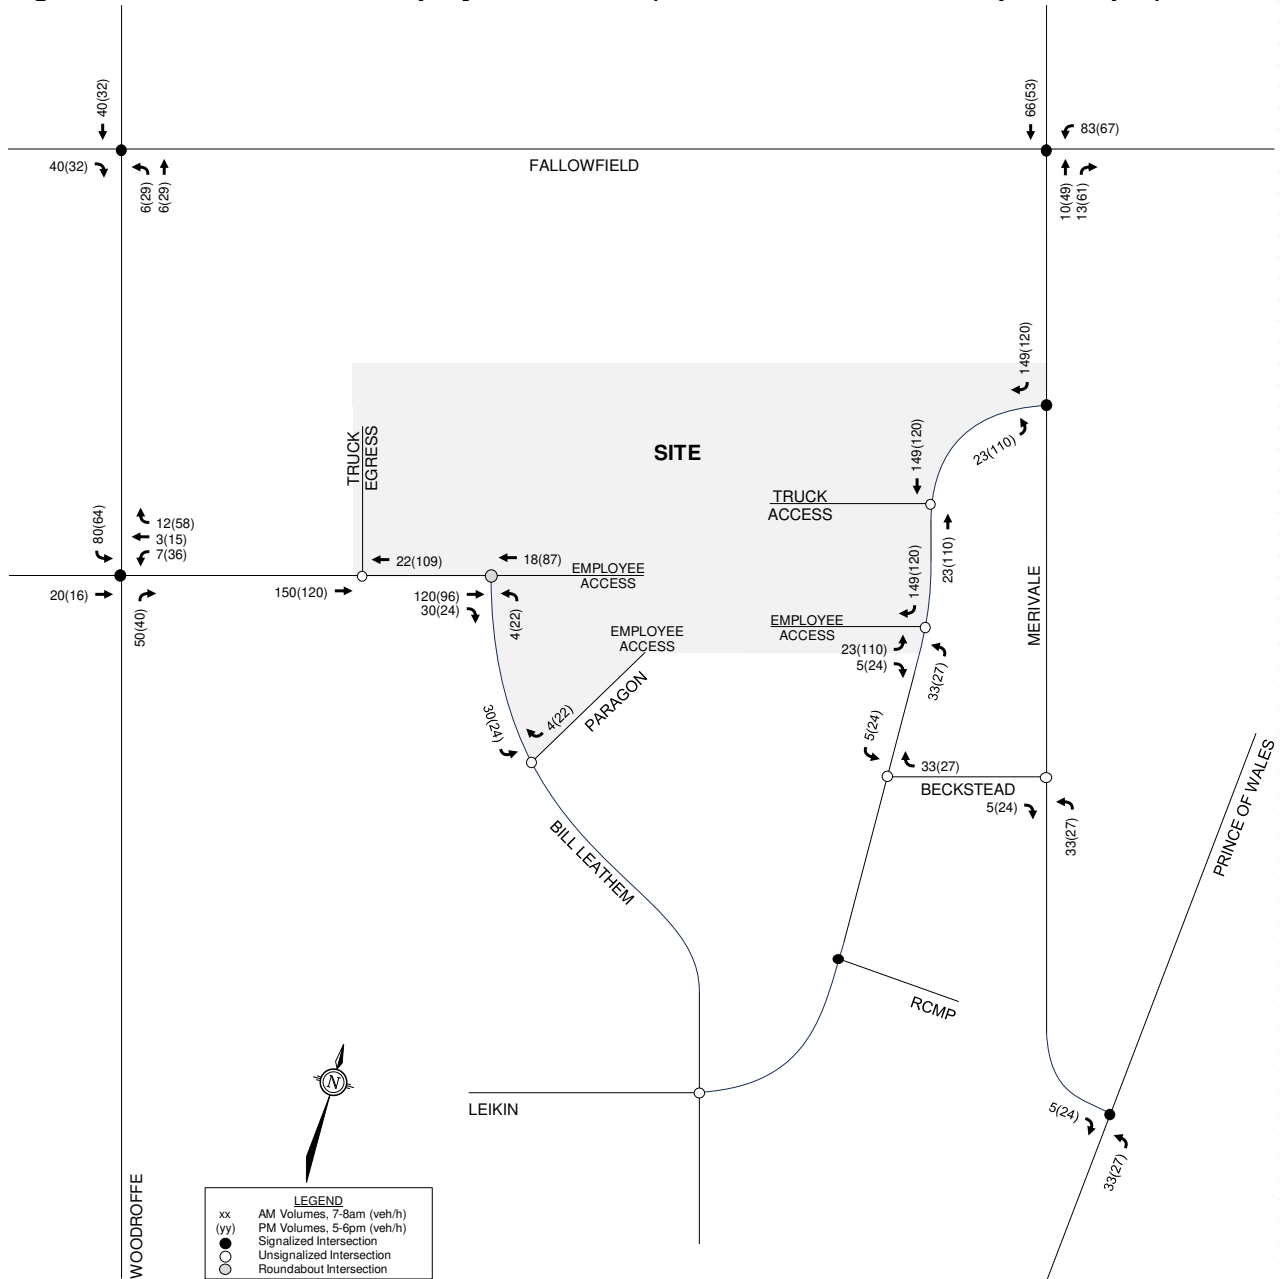 40(32)
66(53)
83(67)
40(32)
FALLOWFIELD
6(29)
6(29)
10(49)
13(61)
149(120)
23(110)
149(120)
SITE
TRUCK
EGRESS
TRUCK
ACCESS
80(64)
12(58)
3(15)
7(36)
22(109)
18(87)
EMPLOYEE
ACCESS
23(110)
149(120)
20(16)
50(40)
150(120)
120(96)
30(24)
4(22)
EMPLOYEE
ACCESS
EMPLOYEE
ACCESS
23(110)
5(24)
33(27)
MERIVALE
30(24)
4(22)
PARAGON
5(24)
33(27)
BECKSTEAD
5(24)
33(27)
PRINCE OF WALES
BILL LEATHEM
RCMP
N
LEIKIN
5(24)
33(27)
WOODROFFE
LEGEND
xx AM Volumes, 7-8am (veh/h)
(yy) PM Volumes, 5-6pm (veh/h)
Signalized Intersection
Unsignalized Intersection
Roundabout Intersection